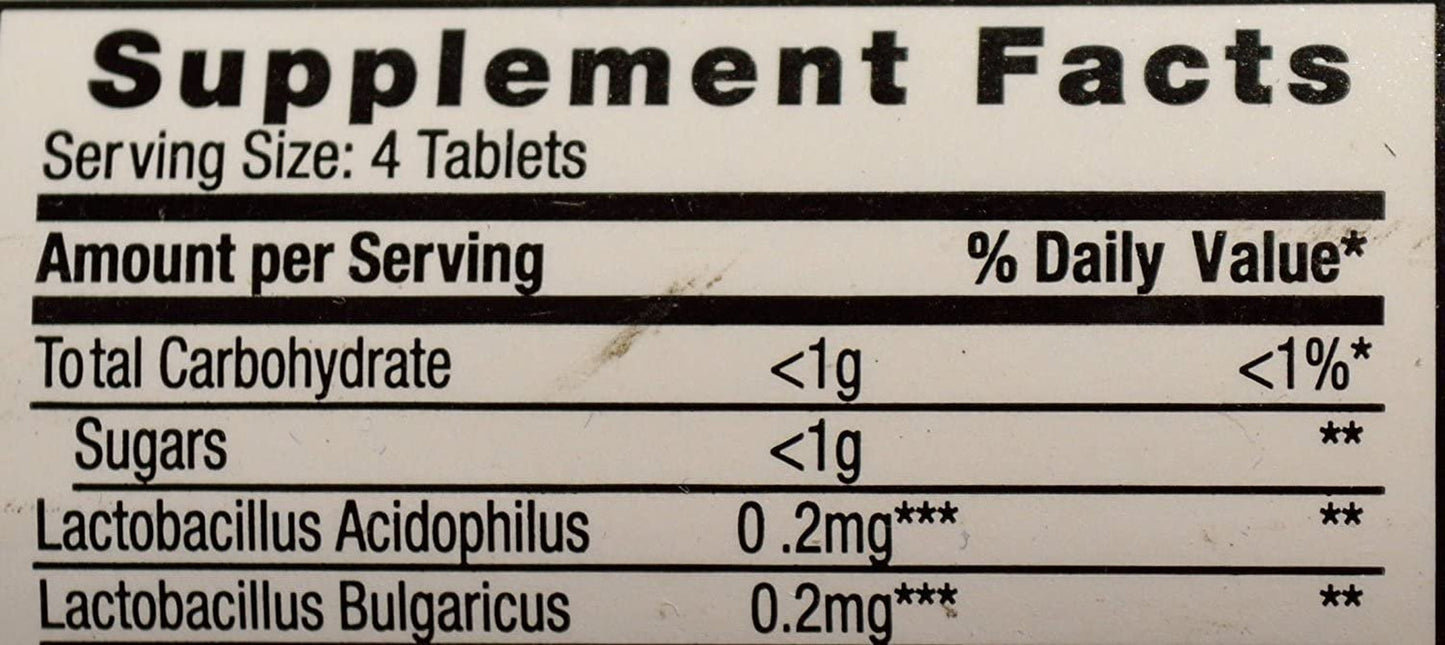 Supplement Facts
Serving Size: 4 Tablets
Amount per Serving % Daily Value*
Total Carbohydrate <1g <1%*
Sugars <1g **
Lactobacillus Acidophilus 0 .2mg*** **
Lactobacillus Bulgaricus 0.2mg*** **